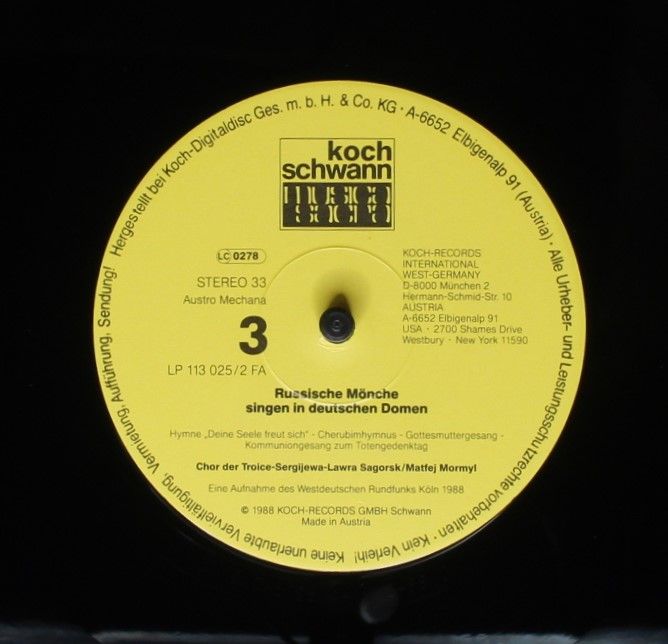 Hergestellt bei Koch-Digitaldisc Ges. m. b. H. & Co. KG · A-6652 Elbigenalp 91 (Austria) · Alle Urheber- und Leistungsschutzrechte vorbehalten · Kein Verleih! Keine unerlaubte Vervielfältigung, Vermietung, Aufführung, Sendung!
koch
schwann
musica
sacra
LC 0278
STEREO 33
Austro Mechana
3
LP 113 025/2 FA
KOCH-RECORDS
INTERNATIONAL
WEST-GERMANY
D-8000 München 2
Hermann-Schmid-Str. 10
AUSTRIA
A-6652 Elbigenalp 91
USA · 2700 Shames Drive
Westbury · New York 11590
Russische Mönche
singen in deutschen Domen
Hymne „Deine Seele freut sich" - Cherubimhymnus - Gottesmuttergesang -
Kommuniongesang zum Totengedenktag
Chor der Troice-Sergijewa-Lawra Sagorsk/Matfej Mormyl
Eine Aufnahme des Westdeutschen Rundfunks Köln 1988
© 1988 KOCH-RECORDS GMBH Schwann
Made in Austria